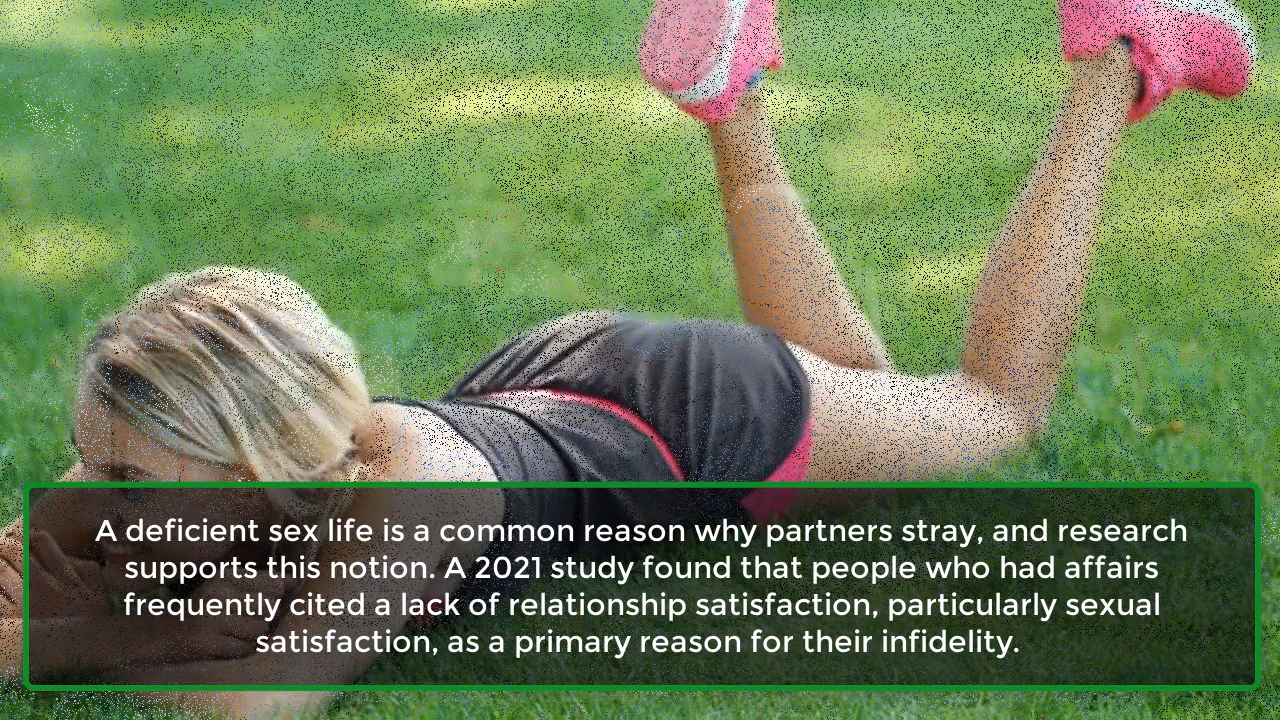 A deficient sex life is a common reason why partners stray, and research
supports this notion. A 2021 study found that people who had affairs
frequently cited a lack of relationship satisfaction, particularly sexual
satisfaction, as a primary reason for their infidelity.